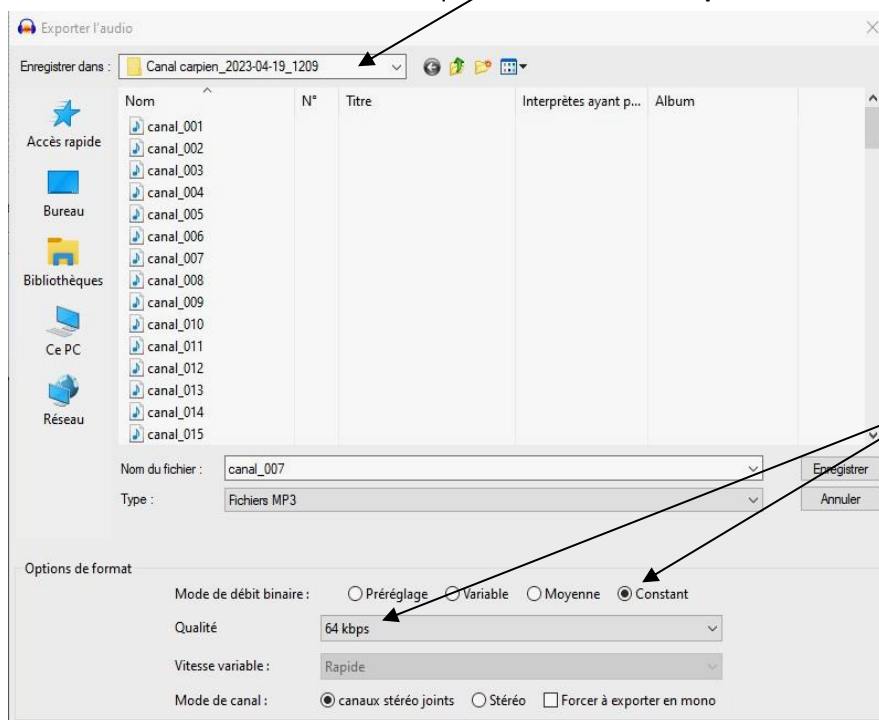 Exporter l'audio
Enregistrer dans : Canal carpien_2023-04-19_1209
Nom N° Titre Interprètes ayant p... Album
Accès rapide
Bureau
Bibliothèques
Ce PC
Réseau
canal_001
canal_002
canal_003
canal_004
canal_005
canal_006
canal_007
canal_008
canal_009
canal_010
canal_011
canal_012
canal_013
canal_014
canal_015
Nom du fichier : canal_007 Enregistrer
Type : Fichiers MP3 Annuler
Options de format
Mode de débit binaire : Préréglage Variable Moyenne Constant
Qualité 64 kbps
Vitesse variable : Rapide
Mode de canal : canaux stéréo joints Stéréo Forcer à exporter en mono